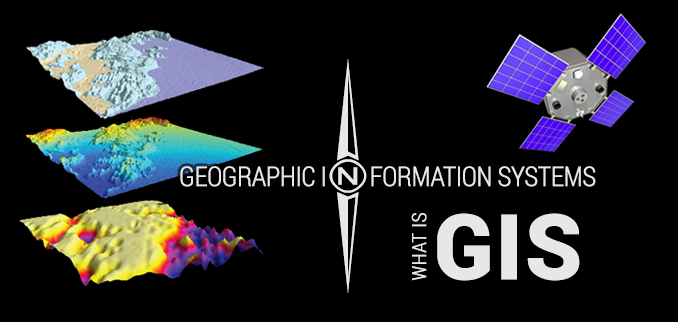 GEOGRAPHIC INFORMATION SYSTEMS
WHAT IS
GIS